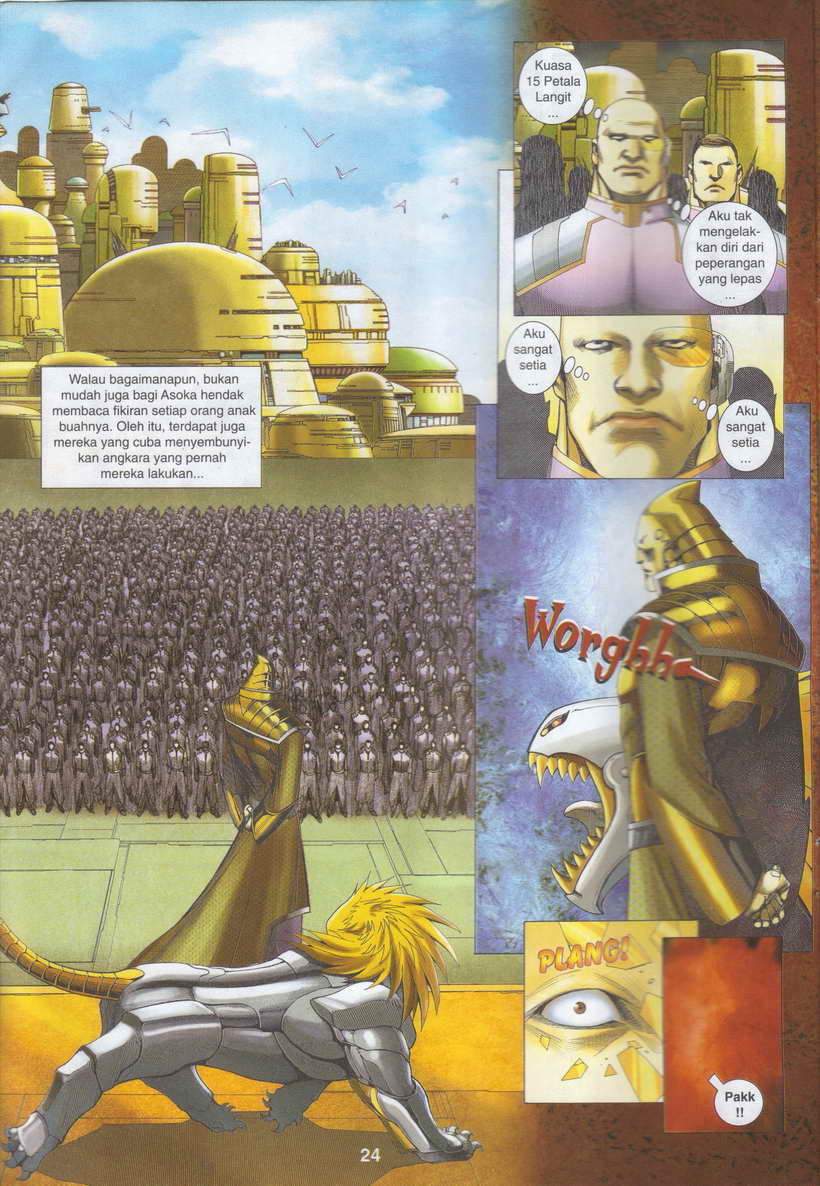 Walau bagaimanapun, bukan
mudah juga bagi Asoka hendak
membaca fikiran setiap orang anak
buahnya. Oleh itu, terdapat juga
mereka yang cuba menyembunyi-
kan angkara yang pernah
mereka lakukan...
Kuasa
15 Petala
Langit
...
Aku tak
mengelak-
kan diri dari
peperangan
yang lepas
...
Aku
sangat
setia
...
Aku
sangat
setia
...
Worghh
PLANG!
Pakk
!!
24